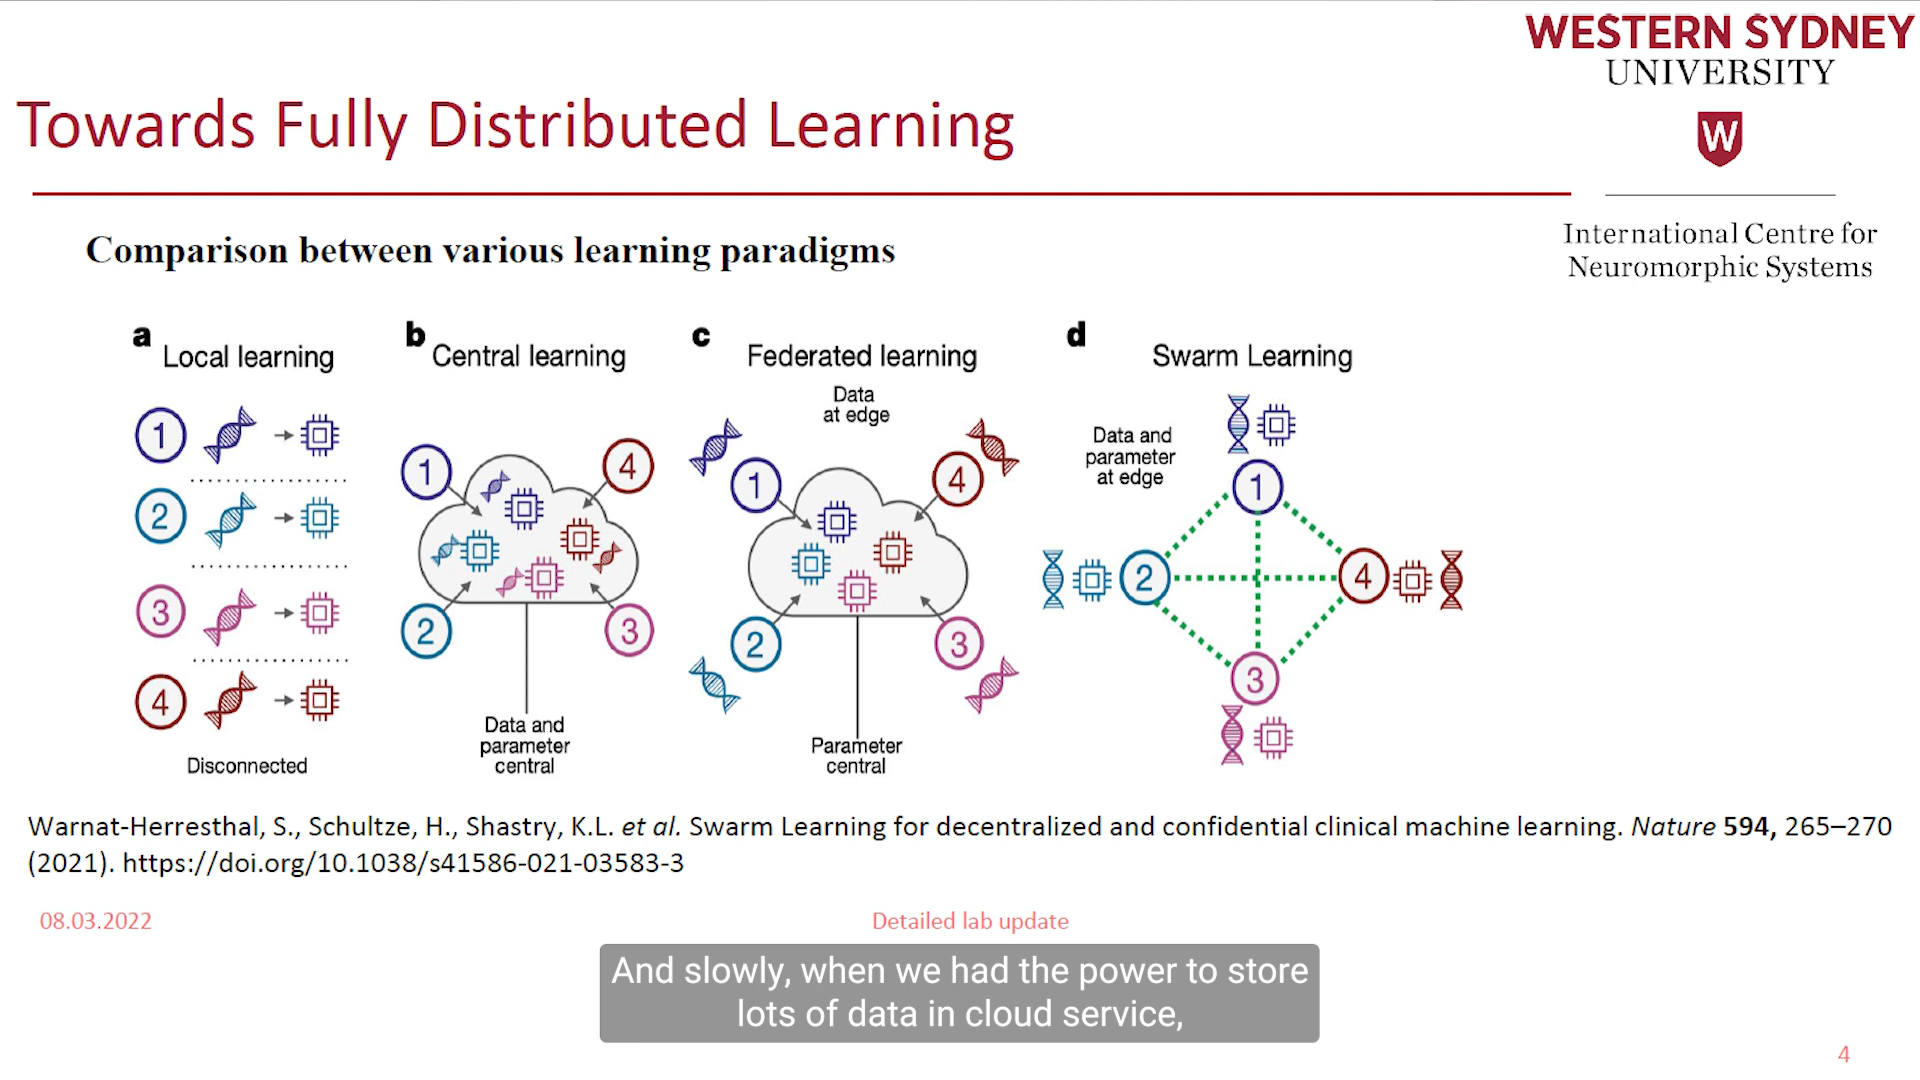 WESTERN SYDNEY
UNIVERSITY
W
International Centre for
Neuromorphic Systems
Towards Fully Distributed Learning
Comparison between various learning paradigms
a
Local learning
1
2
3
4
Disconnected
b
Central learning
1
4
2
3
Data and
parameter
central
c
Federated learning
Data
at edge
1
4
2
3
Parameter
central
d
Swarm Learning
Data and
parameter
at edge
1
2
4
3
Warnat-Herresthal, S., Schultze, H., Shastry, K.L. et al. Swarm Learning for decentralized and confidential clinical machine learning. Nature 594, 265–270
(2021). https://doi.org/10.1038/s41586-021-03583-3
08.03.2022
Detailed lab update
And slowly, when we had the power to store
lots of data in cloud service,
4